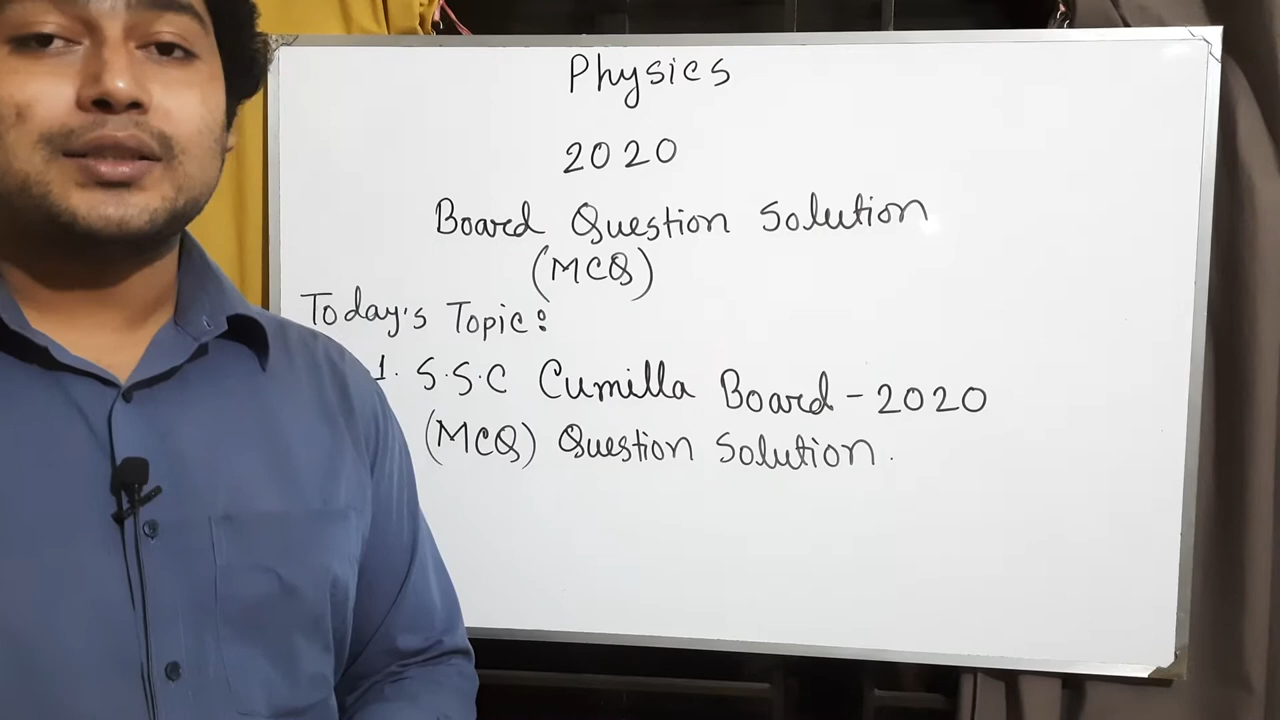 Physics
2020
Board Question Solution
(MCQ)
Today's Topic:
1. S.S.C Cumilla Board - 2020
(MCQ) Question Solution.